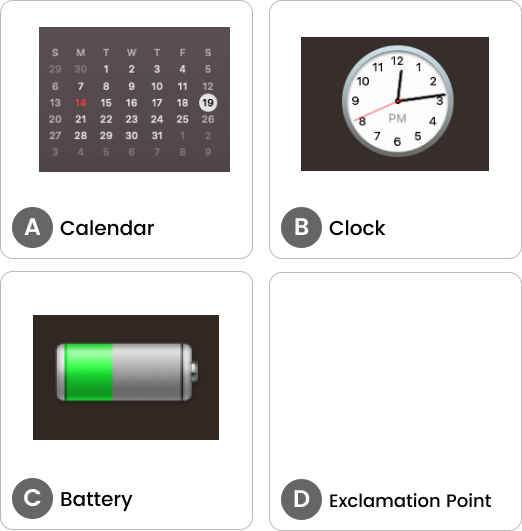 S M T W T F S
29 30 1 2 3 4 5
6 7 8 9 10 11 12
13 14 15 16 17 18 19
20 21 22 23 24 25 26
27 28 29 30 31 1 2
3 4 5 6 7 8 9
A Calendar
12
11 1
10 2
9 3
PM
8 4
7 5
6
B Clock
C Battery
D Exclamation Point